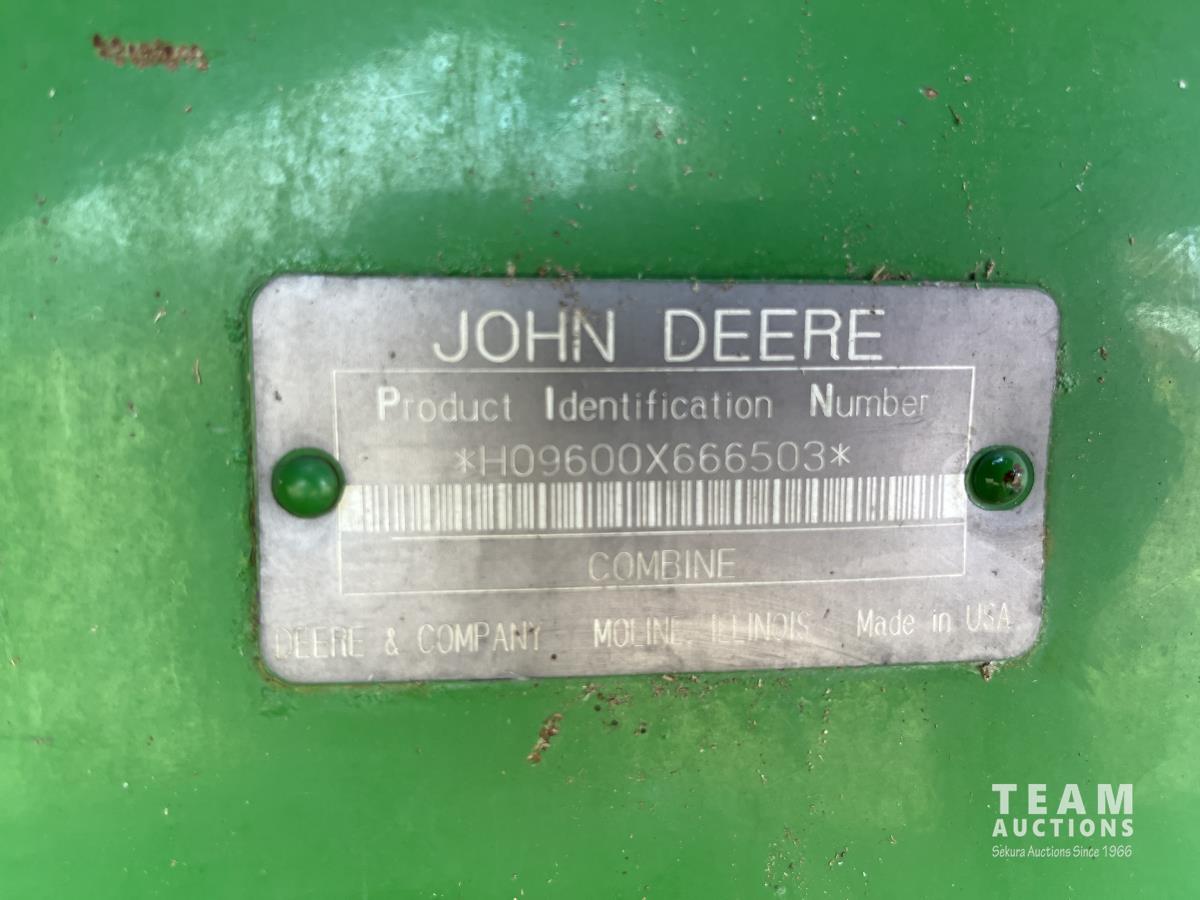 JOHN DEERE
Product Identification Number
*H09600X666503*
COMBINE
DEERE & COMPANY MOLINE, ILLINOIS Made in USA
TEAM
AUCTIONS
Sekura Auctions Since 1966